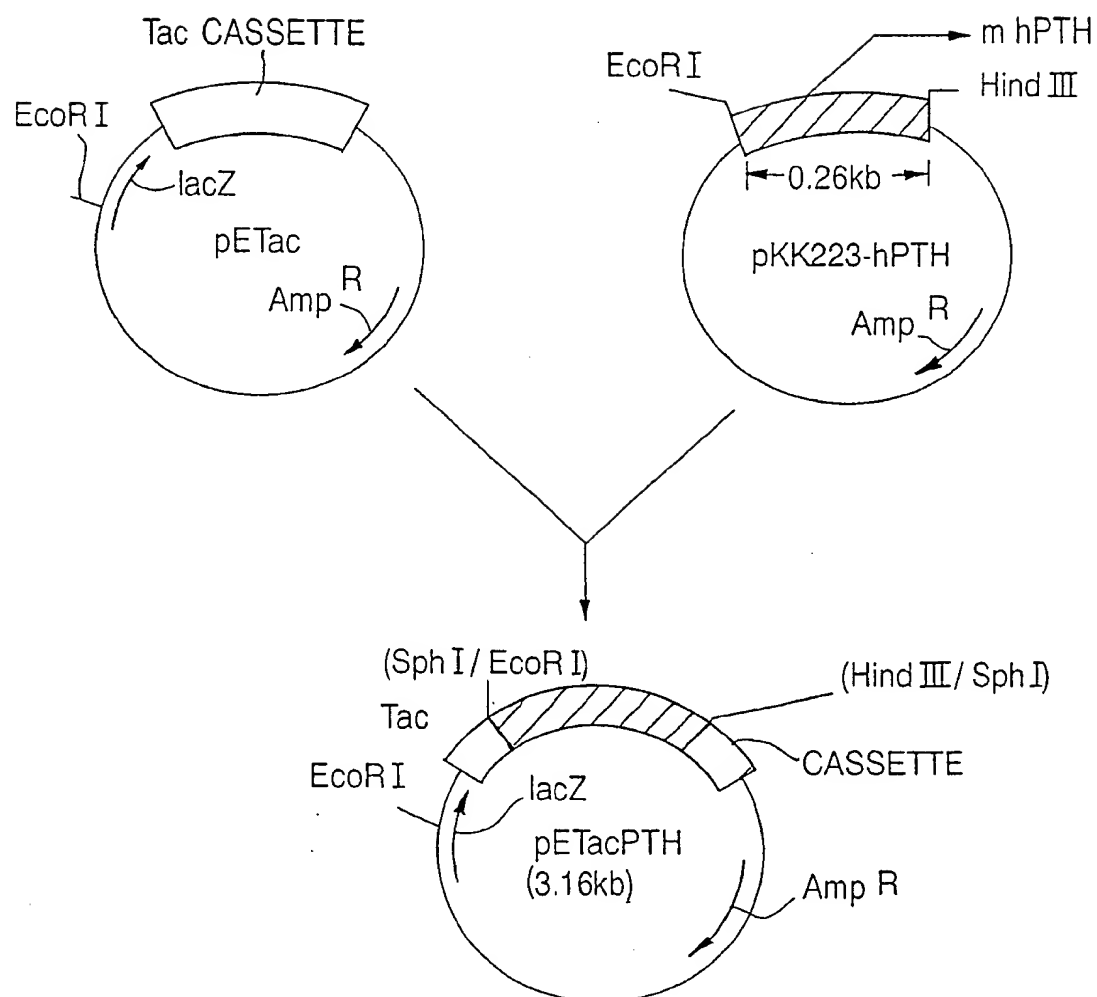 Tac CASSETTE
EcoR I
lacZ
pETac
Amp R
m hPTH
EcoR I
Hind III
0.26kb
pKK223-hPTH
Amp R
(Sph I / EcoR I)
(Hind III / Sph I)
Tac
CASSETTE
EcoR I
lacZ
pETacPTH
(3.16kb)
Amp R